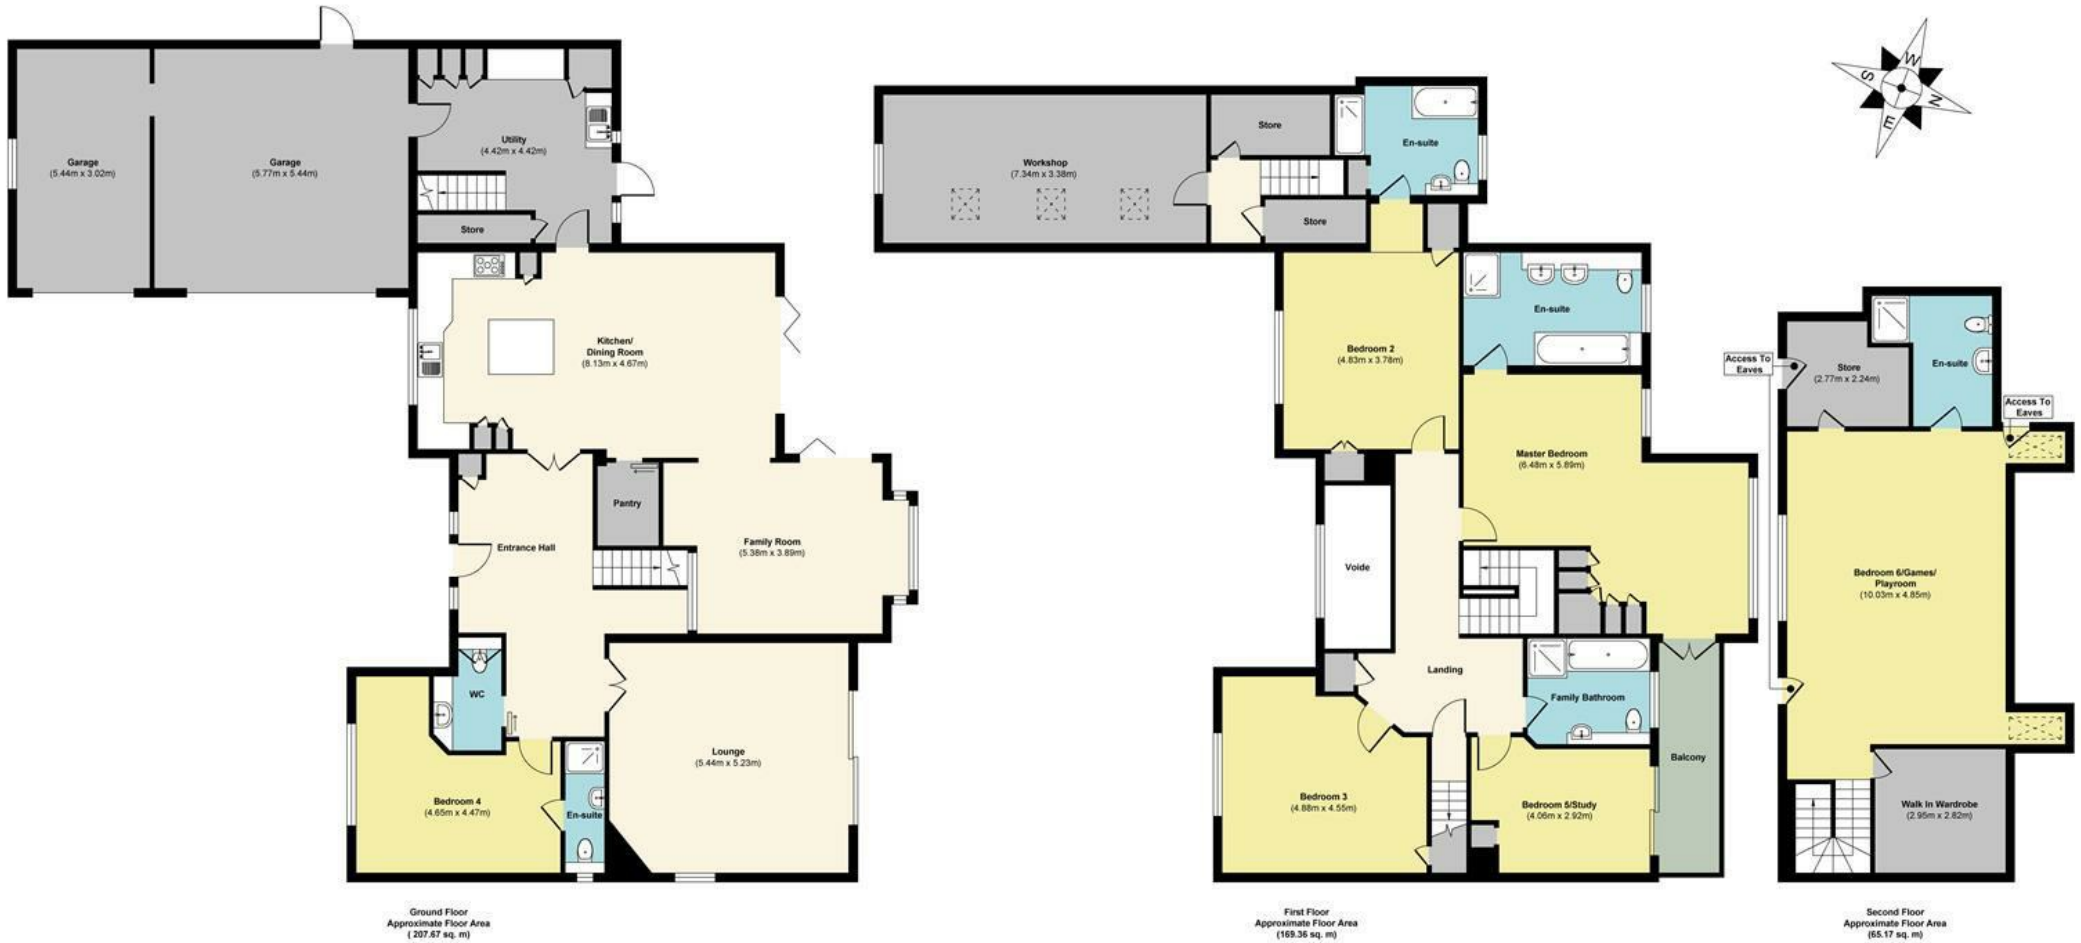 Garage
(5.44m x 3.02m)
Garage
(5.77m x 5.44m)
Utility
(4.42m x 4.42m)
Store
Kitchen/
Dining Room
(8.13m x 4.67m)
Pantry
Entrance Hall
Family Room
(5.38m x 3.89m)
WC
Lounge
(5.44m x 5.23m)
Bedroom 4
(4.65m x 4.47m)
En-suite
Ground Floor
Approximate Floor Area
( 207.67 sq. m)
Workshop
(7.34m x 3.38m)
Store
En-suite
Store
Bedroom 2
(4.83m x 3.78m)
En-suite
Master Bedroom
(6.48m x 5.89m)
Voide
Landing
Family Bathroom
Balcony
Bedroom 3
(4.88m x 4.55m)
Bedroom 5/Study
(4.06m x 2.92m)
First Floor
Approximate Floor Area
(169.36 sq. m)
W
S
N
E
Access To
Eaves
Store
(2.77m x 2.24m)
En-suite
Access To
Eaves
Bedroom 6/Games/
Playroom
(10.03m x 4.85m)
Walk In Wardrobe
(2.95m x 2.82m)
Second Floor
Approximate Floor Area
(65.17 sq. m)